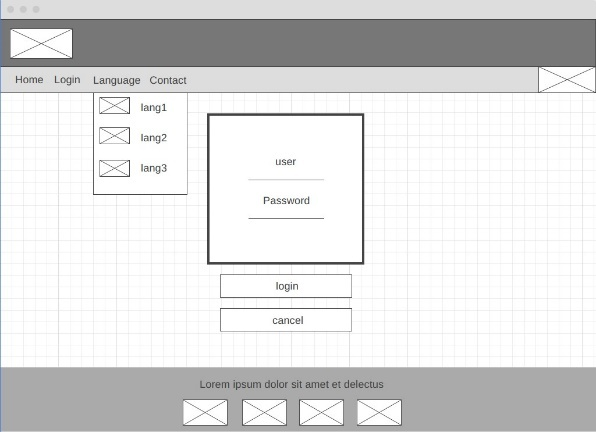 Home Login Language Contact
lang1
lang2
lang3
user
Password
login
cancel
Lorem ipsum dolor sit amet et delectus